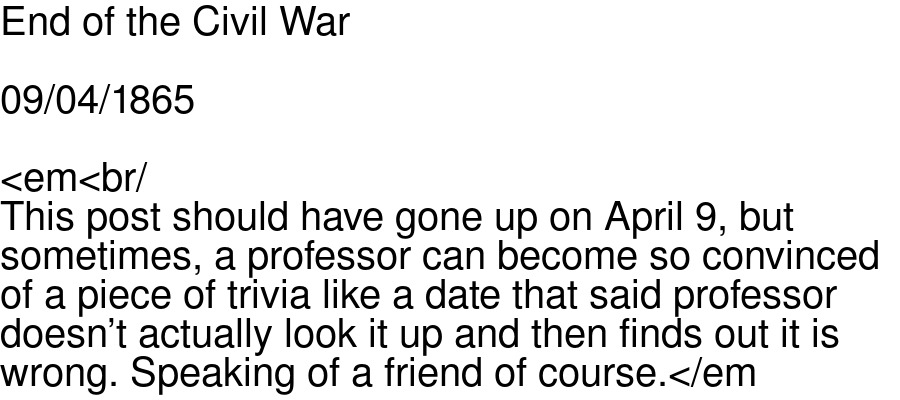 End of the Civil War
09/04/1865
<em<br/
This post should have gone up on April 9, but
sometimes, a professor can become so convinced
of a piece of trivia like a date that said professor
doesn’t actually look it up and then finds out it is
wrong. Speaking of a friend of course.</em